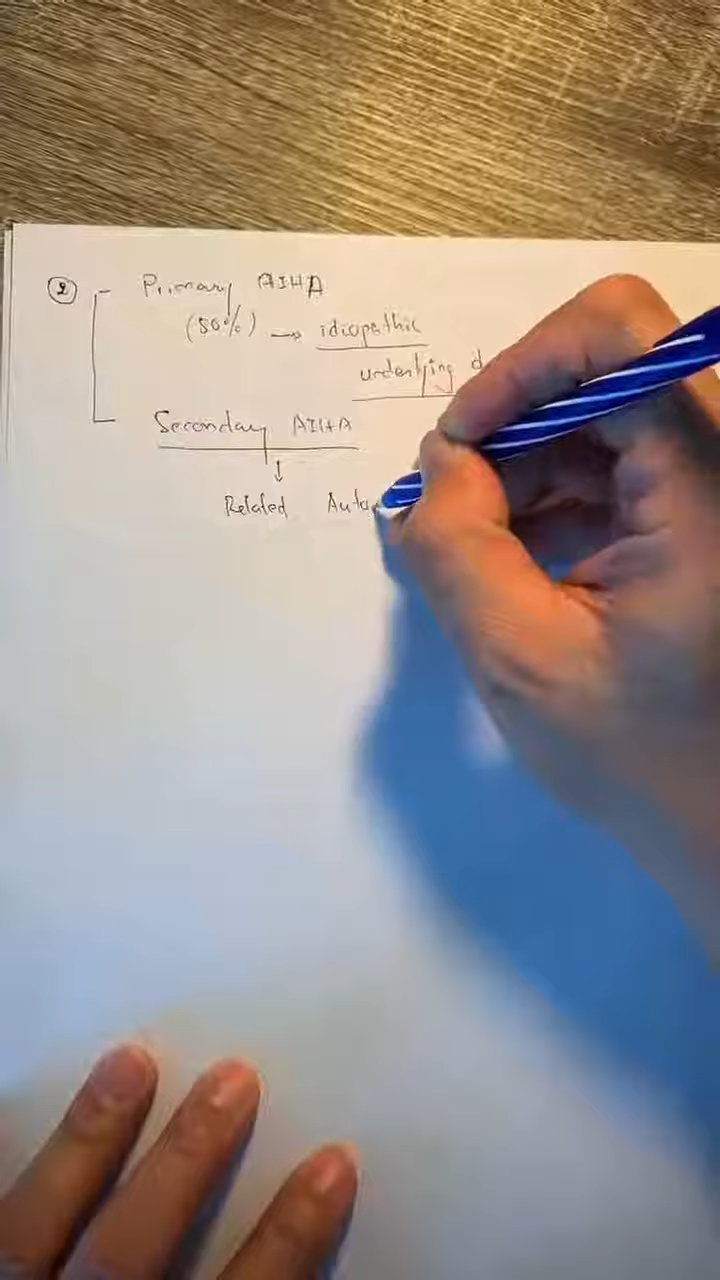 ② Primary AIHA
(50%) → idiopathic
underlying d
Secondary AIHA
↓
Related Auto